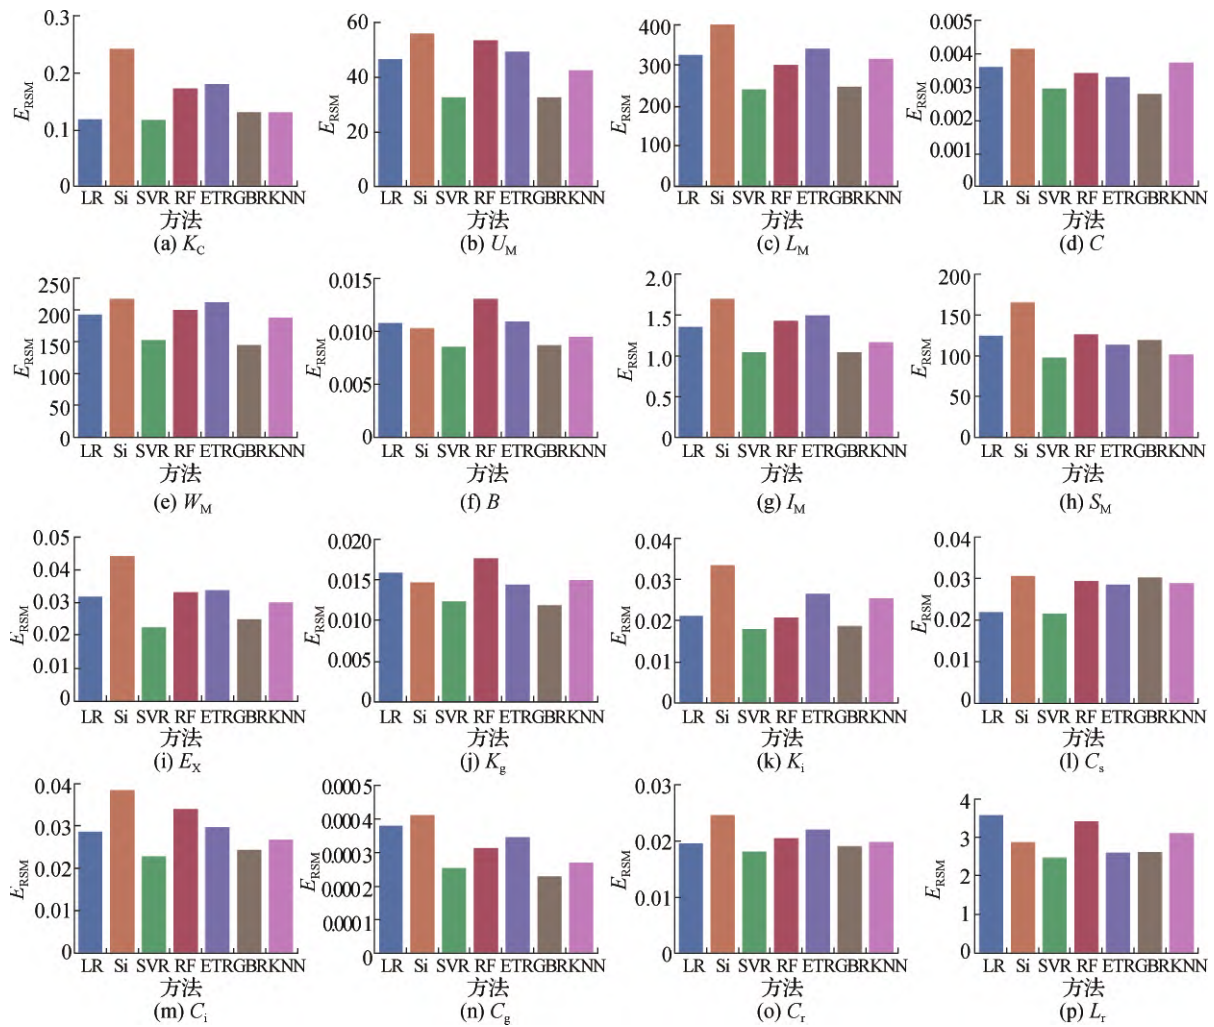 0.3
0.2
0.1
0
E_RSM
LR Si SVR RF ETRGBRKNN
方法
(a) K_C
60
40
20
0
E_RSM
LR Si SVR RF ETRGBRKNN
方法
(b) U_M
400
300
200
100
0
E_RSM
LR Si SVR RF ETRGBRKNN
方法
(c) L_M
0.005
0.004
0.003
0.002
0.001
0
E_RSM
LR Si SVR RF ETRGBRKNN
方法
(d) C
250
200
150
100
50
0
E_RSM
LR Si SVR RF ETRGBRKNN
方法
(e) W_M
0.015
0.010
0.005
0
E_RSM
LR Si SVR RF ETRGBRKNN
方法
(f) B
2.0
1.5
1.0
0.5
0
E_RSM
LR Si SVR RF ETRGBRKNN
方法
(g) I_M
200
150
100
50
0
E_RSM
LR Si SVR RF ETRGBRKNN
方法
(h) S_M
0.05
0.04
0.03
0.02
0.01
0
E_RSM
LR Si SVR RF ETRGBRKNN
方法
(i) E_X
0.020
0.015
0.010
0.005
0
E_RSM
LR Si SVR RF ETRGBRKNN
方法
(j) K_g
0.04
0.03
0.02
0.01
0
E_RSM
LR Si SVR RF ETRGBRKNN
方法
(k) K_i
0.04
0.03
0.02
0.01
0
E_RSM
LR Si SVR RF ETRGBRKNN
方法
(l) C_s
0.04
0.03
0.02
0.01
0
E_RSM
LR Si SVR RF ETRGBRKNN
方法
(m) C_i
0.0005
0.0004
0.0003
0.0002
0.0001
0
E_RSM
LR Si SVR RF ETRGBRKNN
方法
(n) C_g
0.03
0.02
0.01
0
E_RSM
LR Si SVR RF ETRGBRKNN
方法
(o) C_r
4
3
2
1
0
E_RSM
LR Si SVR RF ETRGBRKNN
方法
(p) L_r